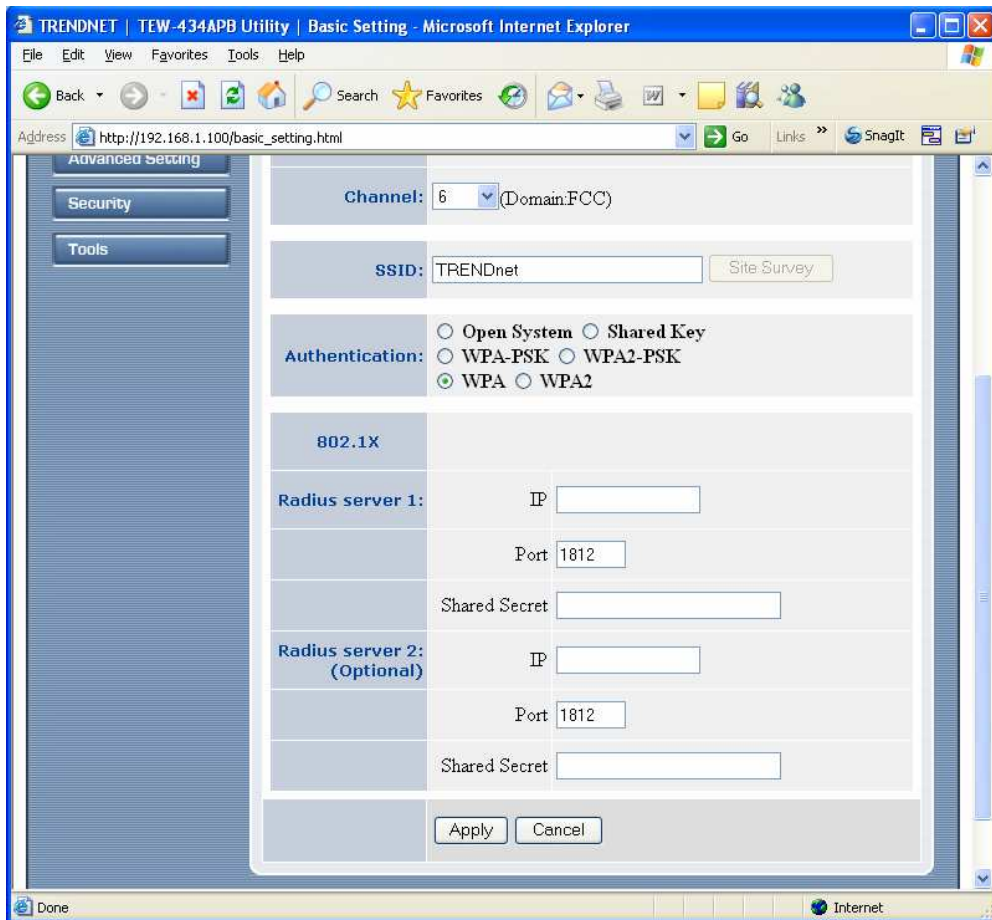 TRENDNET | TEW-434APB Utility | Basic Setting - Microsoft Internet Explorer
File Edit View Favorites Tools Help
Back Search Favorites
Address http://192.168.1.100/basic_setting.html Go Links » SnagIt
Advanced Setting
Security
Tools
Channel: 6 (Domain:FCC)
SSID: TRENDnet Site Survey
Authentication:
Open System Shared Key
WPA-PSK WPA2-PSK
WPA WPA2
802.1X
Radius server 1: IP
Port 1812
Shared Secret
Radius server 2:
(Optional)
IP
Port 1812
Shared Secret
Apply Cancel
Done Internet